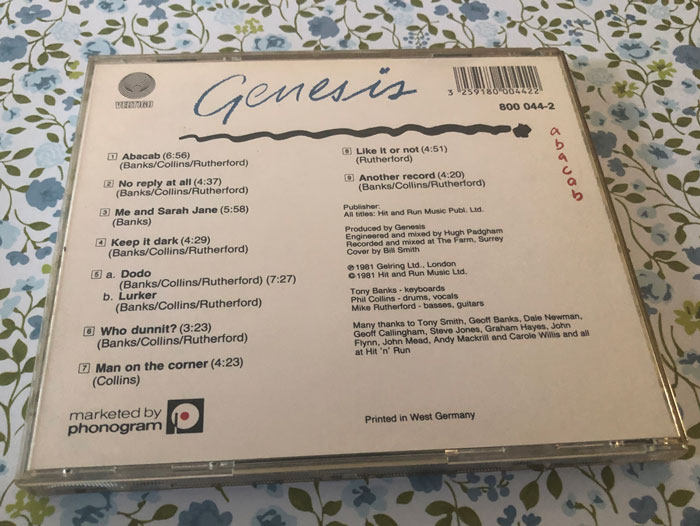 VERTIGO
Genesis
3 259180 004422
800 044-2
abacab
1 Abacab (6:56)
(Banks/Collins/Rutherford)
2 No reply at all (4:37)
(Banks/Collins/Rutherford)
3 Me and Sarah Jane (5:58)
(Banks)
4 Keep it dark (4:29)
(Banks/Collins/Rutherford)
5 a. Dodo
(Banks/Collins/Rutherford) (7:27)
b. Lurker
(Banks/Collins/Rutherford)
6 Who dunnit? (3:23)
(Banks/Collins/Rutherford)
7 Man on the corner (4:23)
(Collins)
8 Like it or not (4:51)
(Rutherford)
9 Another record (4:20)
(Banks/Collins/Rutherford)
Publisher:
All titles: Hit and Run Music Publ. Ltd.
Produced by Genesis
Engineered and mixed by Hugh Padgham
Recorded and mixed at The Farm, Surrey
Cover by Bill Smith
℗ 1981 Gelring Ltd., London
© 1981 Hit and Run Music Ltd.
Tony Banks - keyboards
Phil Collins - drums, vocals
Mike Rutherford - basses, guitars
Many thanks to Tony Smith, Geoff Banks, Dale Newman,
Geoff Callingham, Steve Jones, Graham Hayes, John
Flynn, John Mead, Andy Mackrill and Carole Willis and all
at Hit 'n' Run
marketed by
phonogram
Printed in West Germany